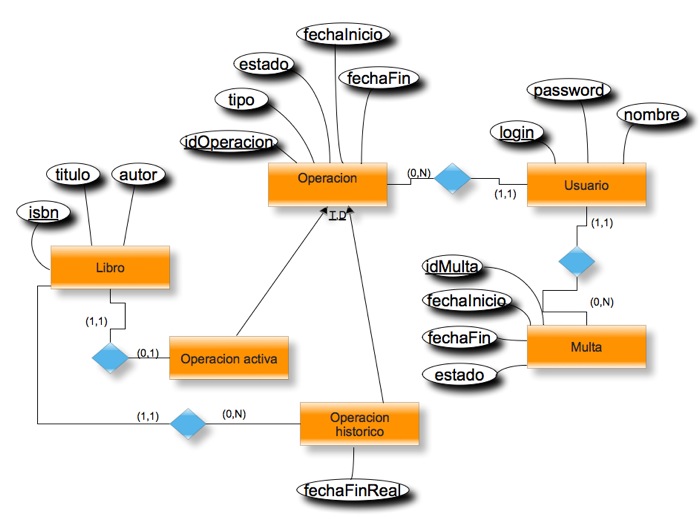 fechaInicio
estado
fechaFin
tipo
idOperacion
password
nombre
login
Operacion
(0,N)
Usuario
(1,1)
titulo
autor
isbn
T,D
(1,1)
Libro
idMulta
fechaInicio
(0,N)
(1,1)
fechaFin
Multa
(0,1)
Operacion activa
estado
(1,1)
(0,N)
Operacion
historico
fechaFinReal